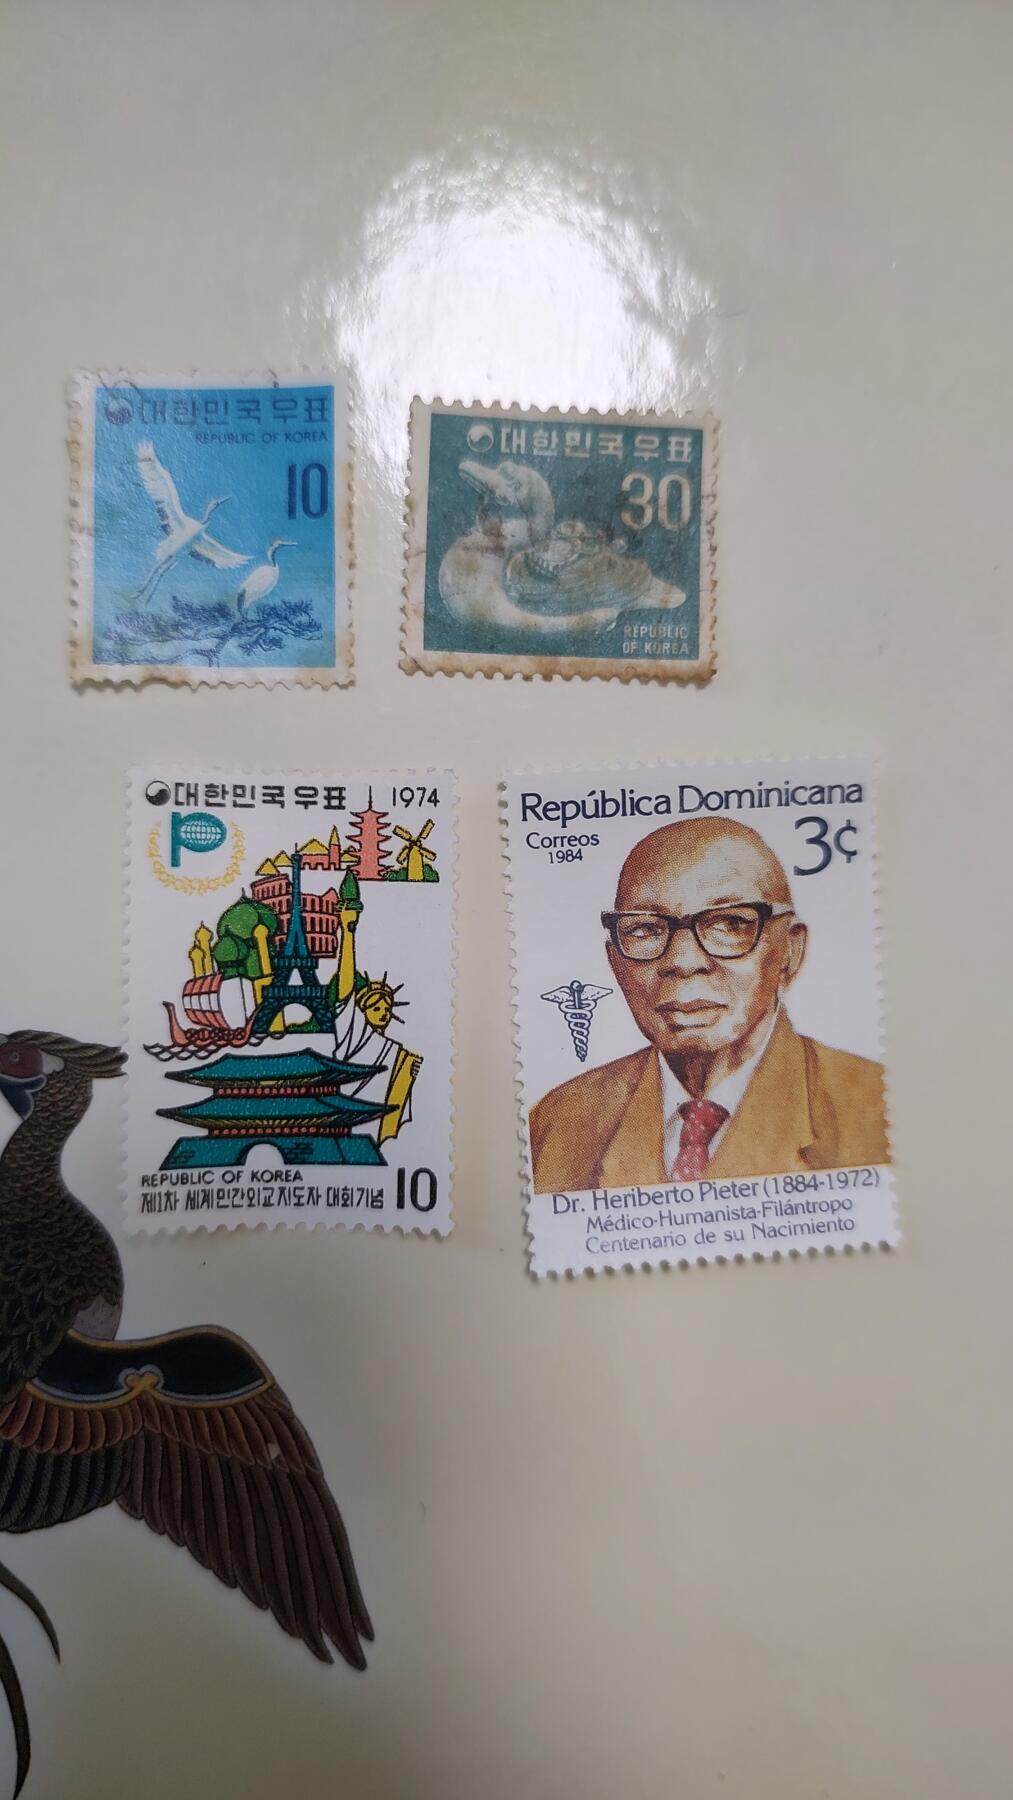 대한민국우표
REPUBLIC OF KOREA
10
대한민국우표
30
REPUBLIC
OF KOREA
대한민국우표 1974
REPUBLIC OF KOREA
제1차 세계민간외교지도자 대회기념 10
República Dominicana
Correos
1984
3¢
Dr. Heriberto Pieter (1884-1972)
Médico-Humanista-Filántropo
Centenario de su Nacimiento